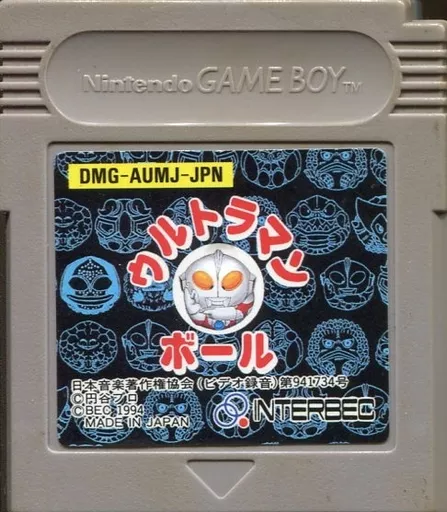 Nintendo GAME BOY TM
DMG-AUMJ-JPN
ウルトラマン
ボール
日本音楽著作権協会(ビデオ録音)第941734号
©円谷プロ
©BEC 1994
MADE IN JAPAN
INTERBEC